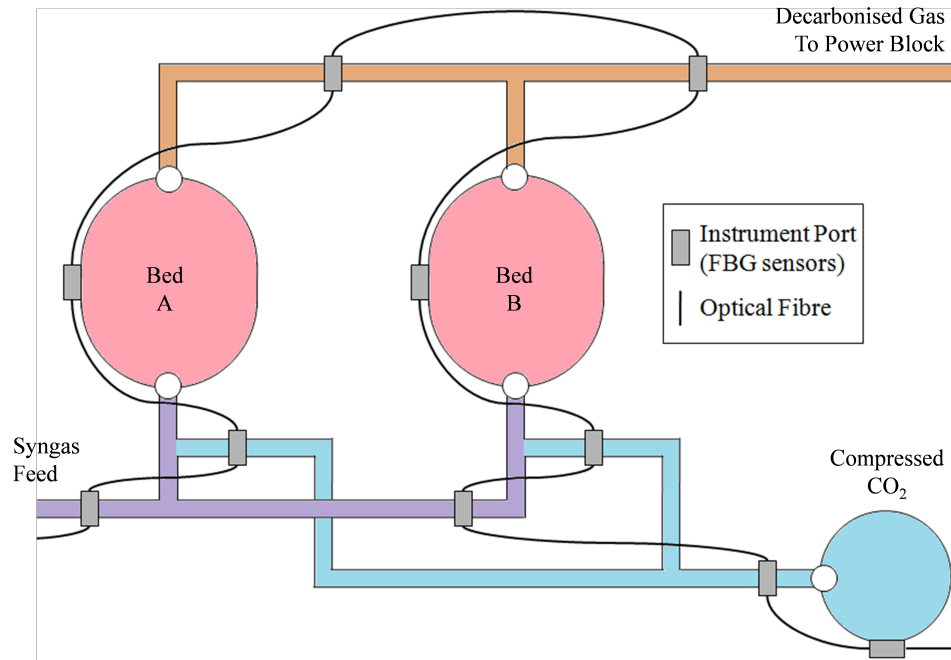 Decarbonised Gas
To Power Block
Instrument Port
(FBG sensors)
Optical Fibre
Bed
A
Bed
B
Syngas
Feed
Compressed
CO₂